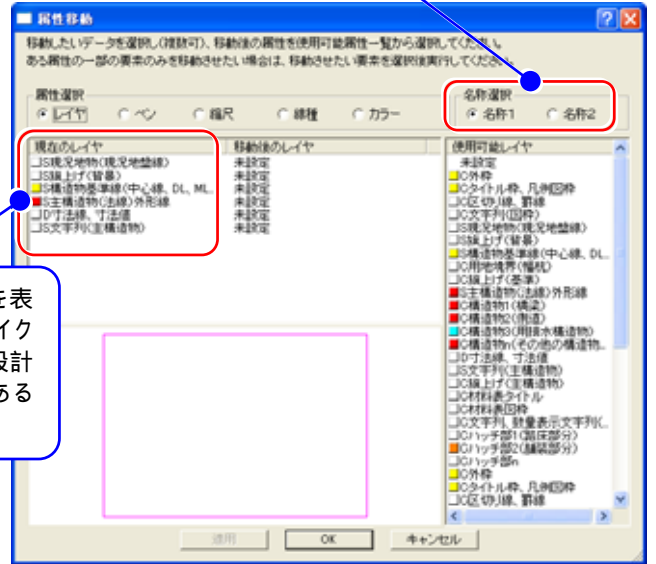 属性移動
移動したいデータを選択し(複数可)、移動後の属性を使用可能属性一覧から選択してください。
ある属性の一部の要素のみを移動させたい場合は、移動させたい要素を選択後実行してください。
属性選択
レイヤ ペン 縮尺 線種 カラー
名称選択
名称1 名称2
現在のレイヤ 移動後のレイヤ
S現況地物(現況地盤線) 未設定
S旗上げ(背景) 未設定
S構造物基準線(中心線、DL、ML... 未設定
S主構造物(法線)外形線 未設定
D寸法線、寸法値 未設定
S文字列(主構造物) 未設定
使用可能レイヤ
未設定
C外枠
Cタイトル枠、凡例図枠
C区切り線、罫線
C文字列(図枠)
S現況地物(現況地盤線)
S旗上げ(背景)
S構造物基準線(中心線、DL...
C用地境界(幅杭)
C旗上げ(基準)
S主構造物(法線)外形線
C構造物1(橋梁)
C構造物2(側道)
C構造物3(用排水構造物)
C構造物n(その他の構造物...
D寸法線、寸法値
S文字列(主構造物)
C旗上げ(主構造物)
C材料表タイトル
C材料表図枠
C文字列、数量表示文字列(...
Cハッチ部1(路床部分)
Cハッチ部2(舗装部分)
Cハッチ部n
C外枠
Cタイトル枠、凡例図枠
C区切り線、罫線
を表
イク
設計
ある
適用 OK キャンセル